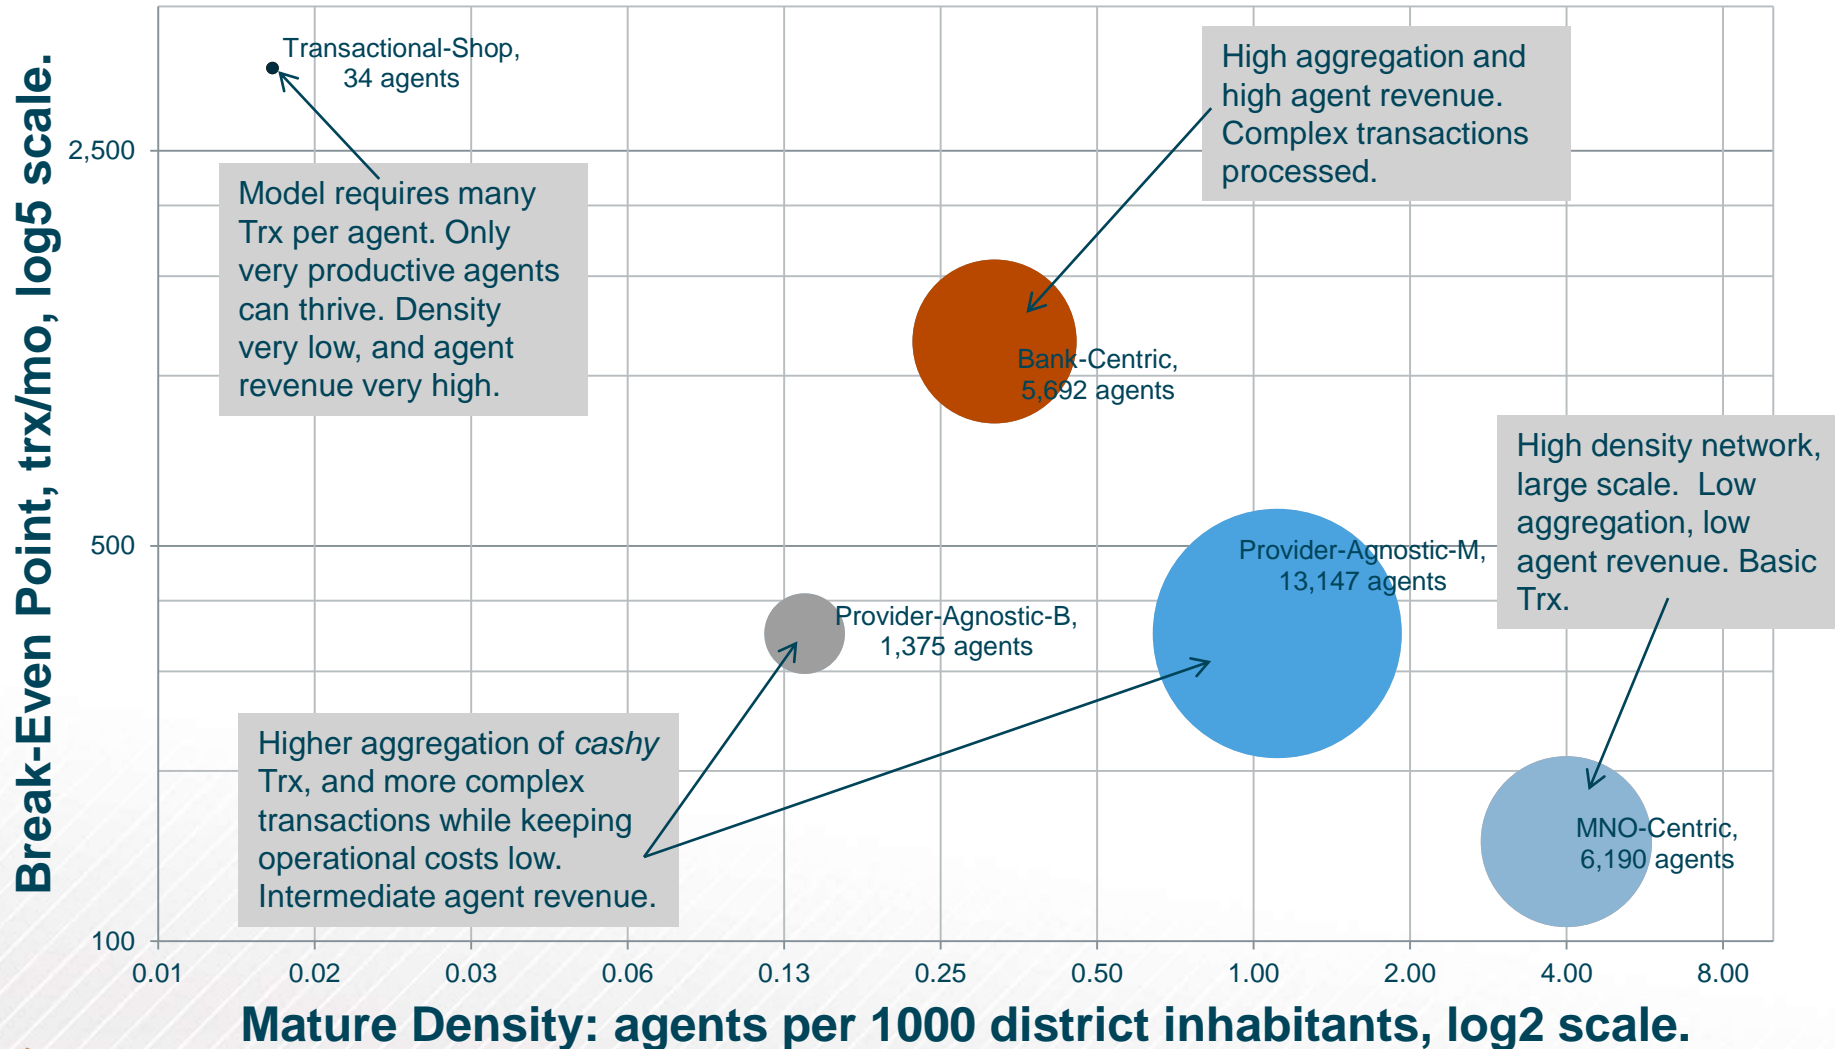 Break-Even Point, trx/mo, log5 scale.
2,500
500
100
Transactional-Shop,
34 agents
Model requires many
Trx per agent. Only
very productive agents
can thrive. Density
very low, and agent
revenue very high.
High aggregation and
high agent revenue.
Complex transactions
processed.
Bank-Centric,
5,692 agents
High density network,
large scale. Low
aggregation, low
agent revenue. Basic
Trx.
Provider-Agnostic-M,
13,147 agents
Provider-Agnostic-B,
1,375 agents
Higher aggregation of cashy
Trx, and more complex
transactions while keeping
operational costs low.
Intermediate agent revenue.
MNO-Centric,
6,190 agents
0.01 0.02 0.03 0.06 0.13 0.25 0.50 1.00 2.00 4.00 8.00
Mature Density: agents per 1000 district inhabitants, log2 scale.